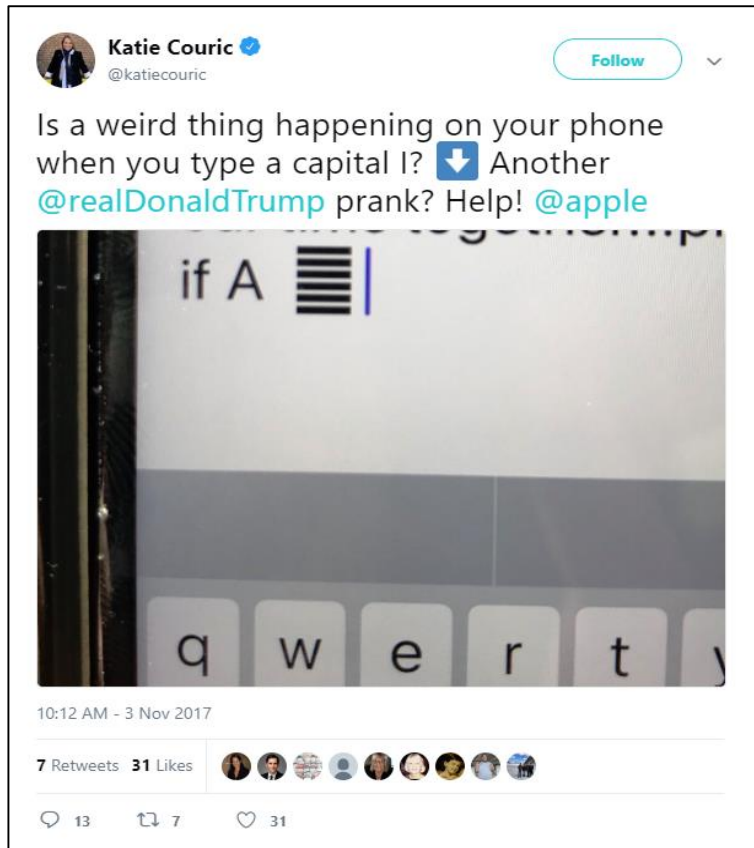 Katie Couric
@katiecouric
Follow
Is a weird thing happening on your phone
when you type a capital I? ⬇ Another
@realDonaldTrump prank? Help! @apple
if A
q w e r t
10:12 AM - 3 Nov 2017
7 Retweets 31 Likes
13 7 31